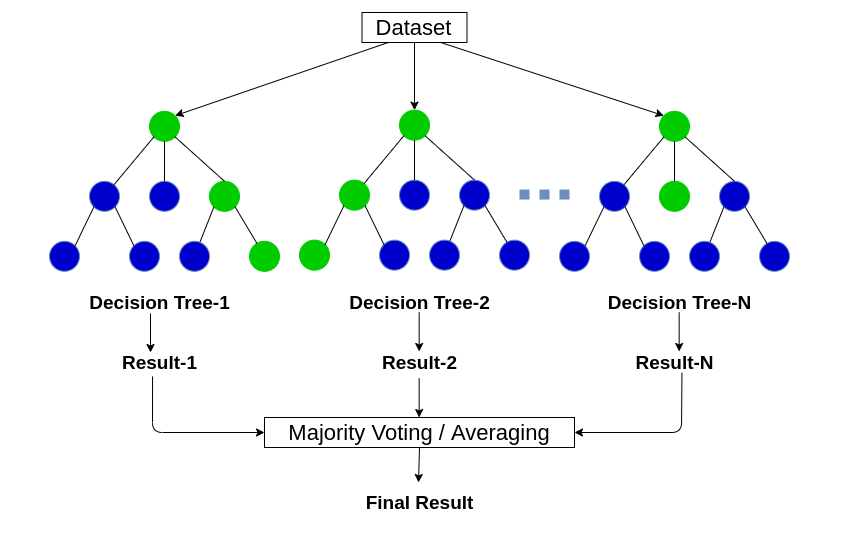 Dataset
Decision Tree-1
Decision Tree-2
Decision Tree-N
Result-1
Result-2
Result-N
Majority Voting / Averaging
Final Result